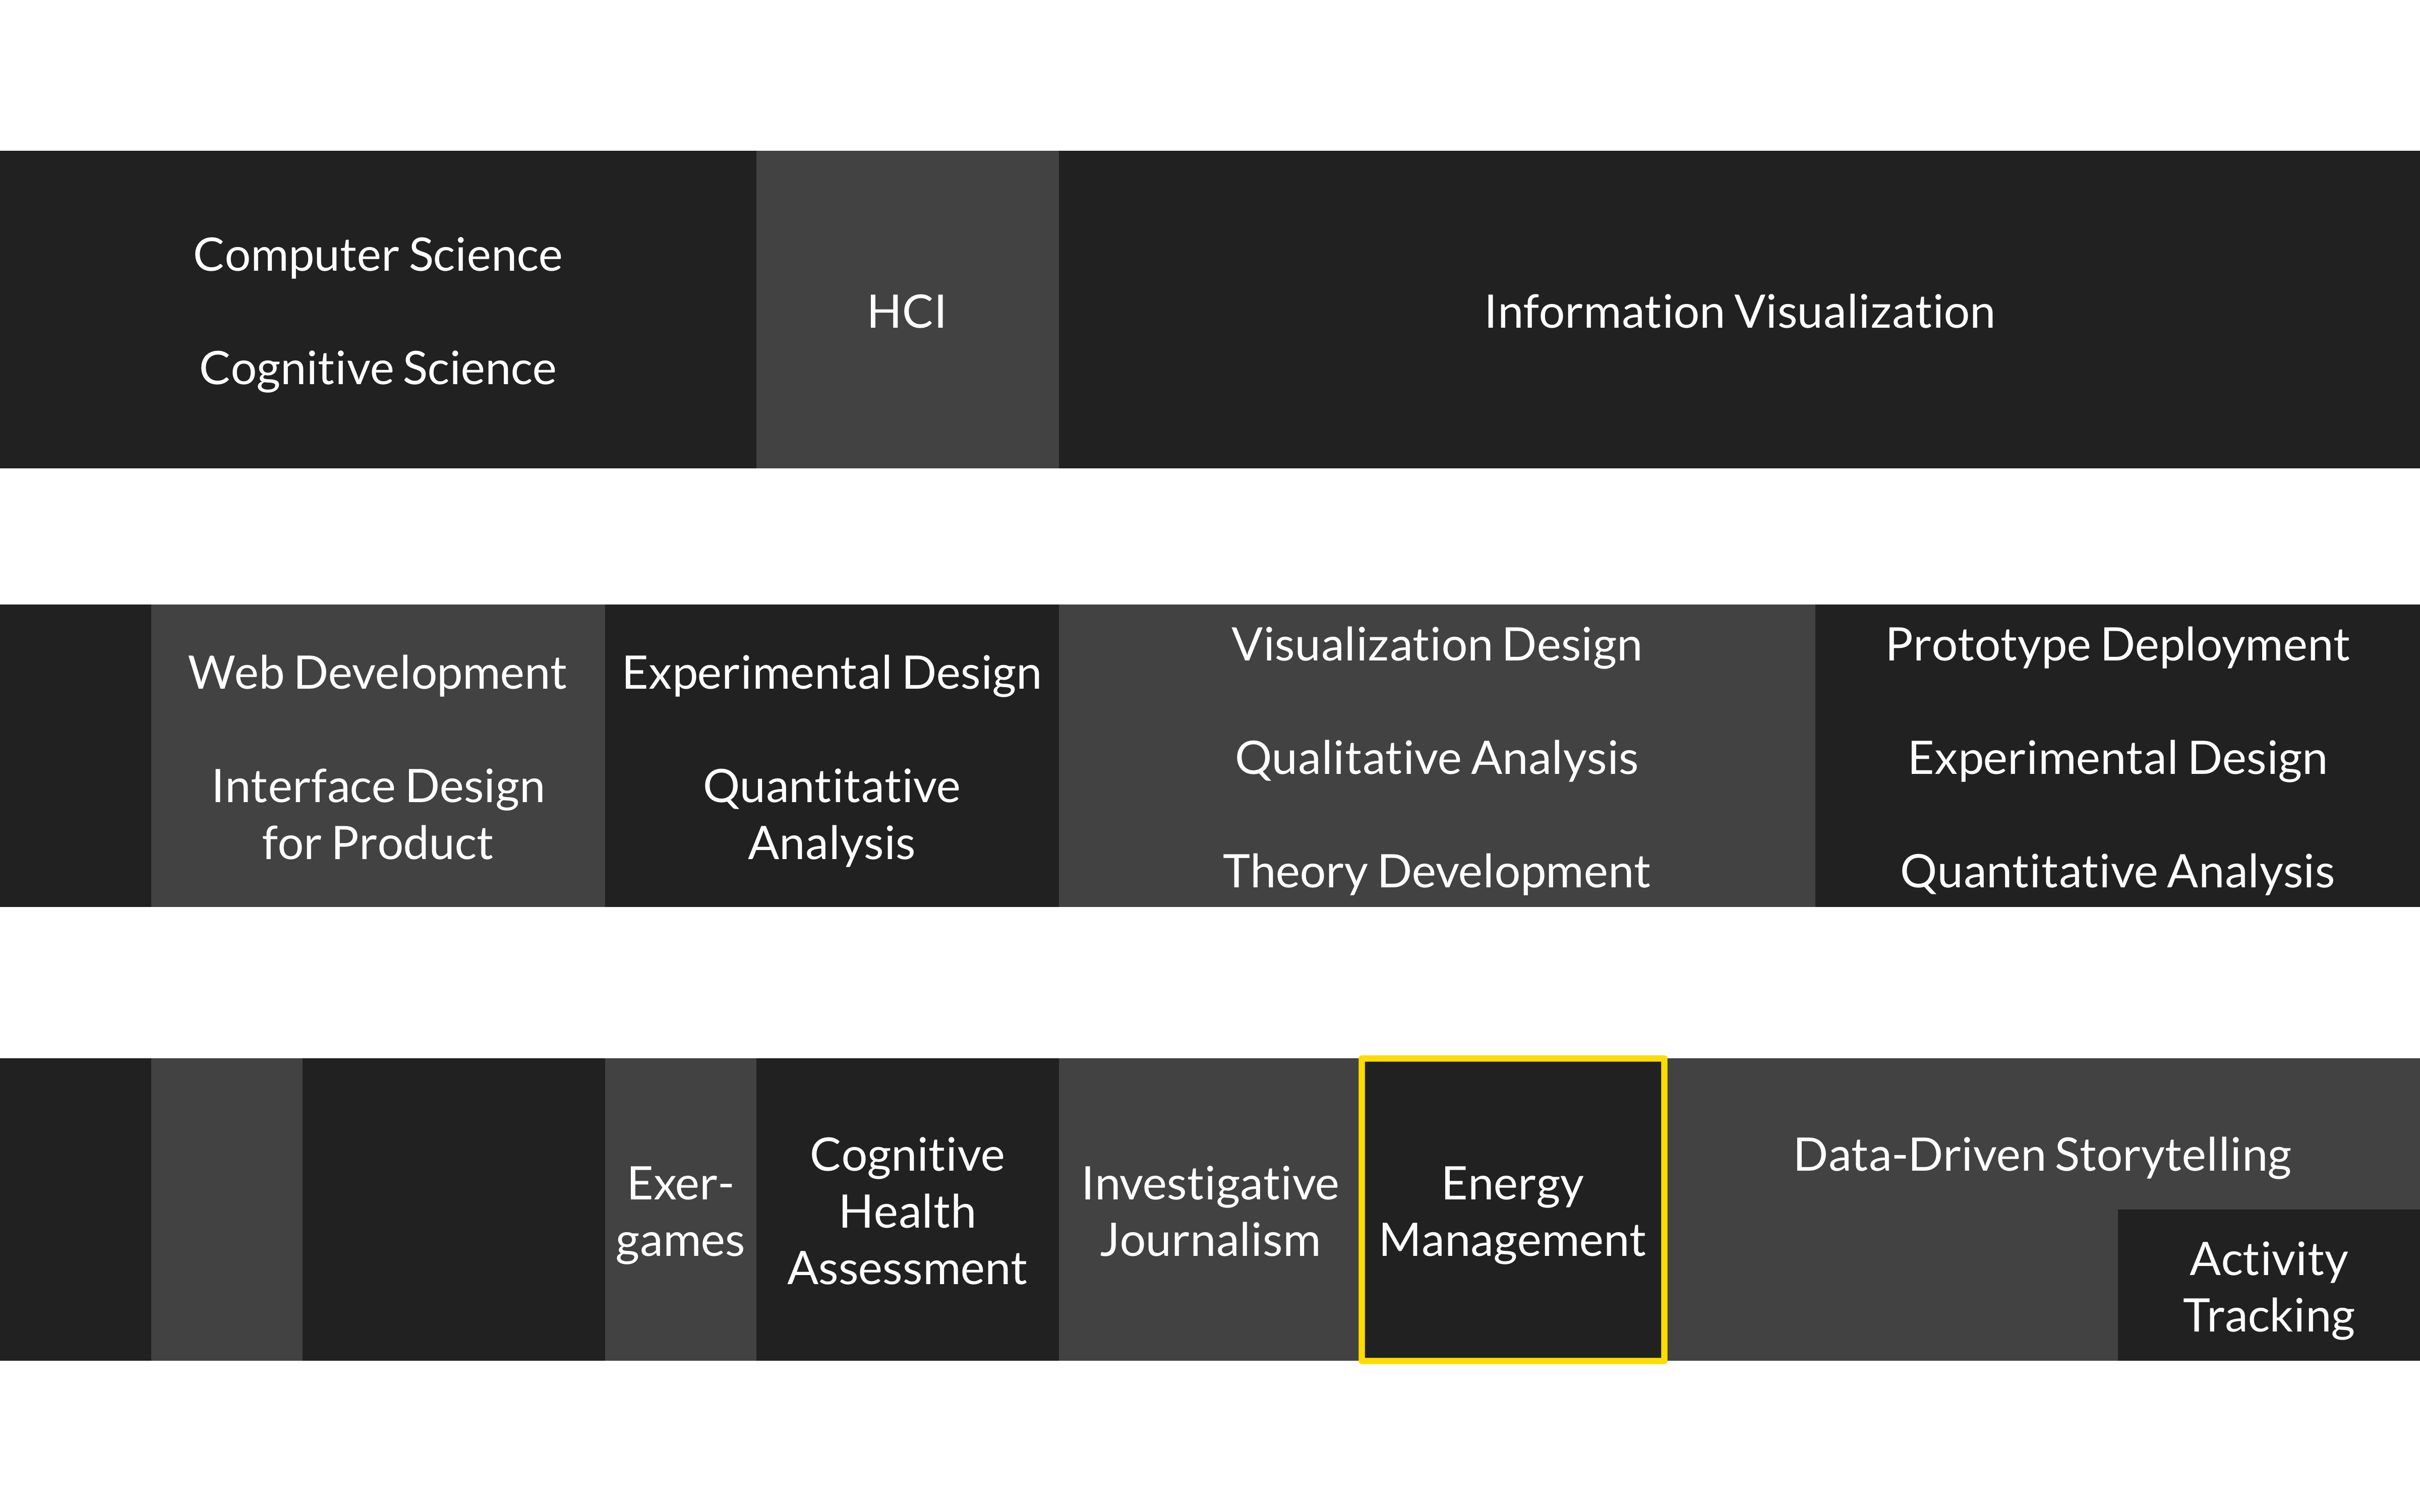 Computer Science
Cognitive Science
HCI
Information Visualization
Web Development
Interface Design
for Product
Experimental Design
Quantitative
Analysis
Visualization Design
Qualitative Analysis
Theory Development
Prototype Deployment
Experimental Design
Quantitative Analysis
Exer-
games
Cognitive
Health
Assessment
Investigative
Journalism
Energy
Management
Data-Driven Storytelling
Activity
Tracking